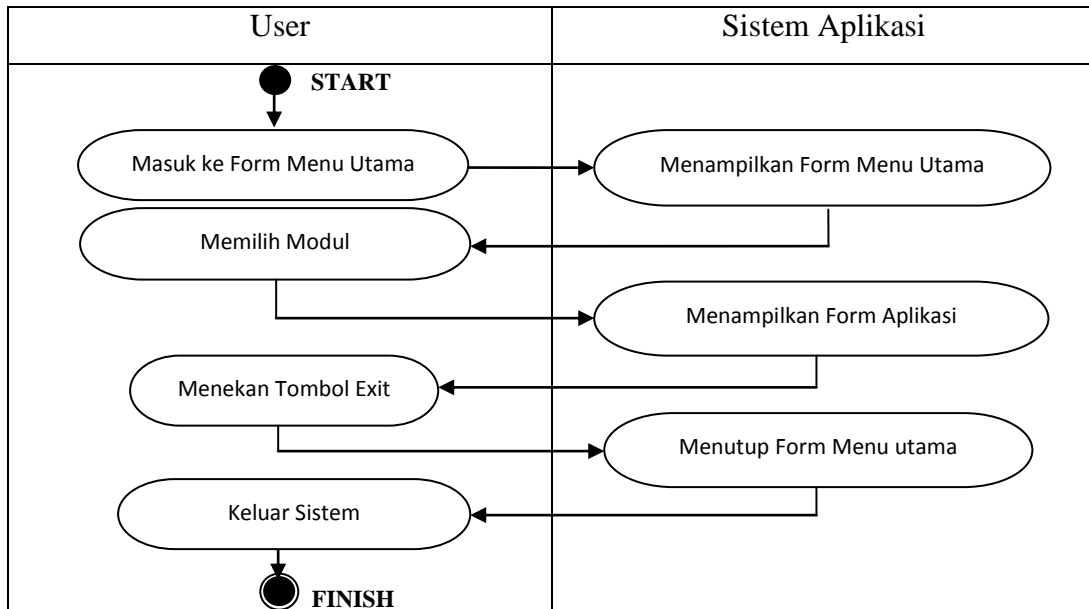 User
Sistem Aplikasi
START
Masuk ke Form Menu Utama
Menampilkan Form Menu Utama
Memilih Modul
Menampilkan Form Aplikasi
Menekan Tombol Exit
Menutup Form Menu utama
Keluar Sistem
FINISH